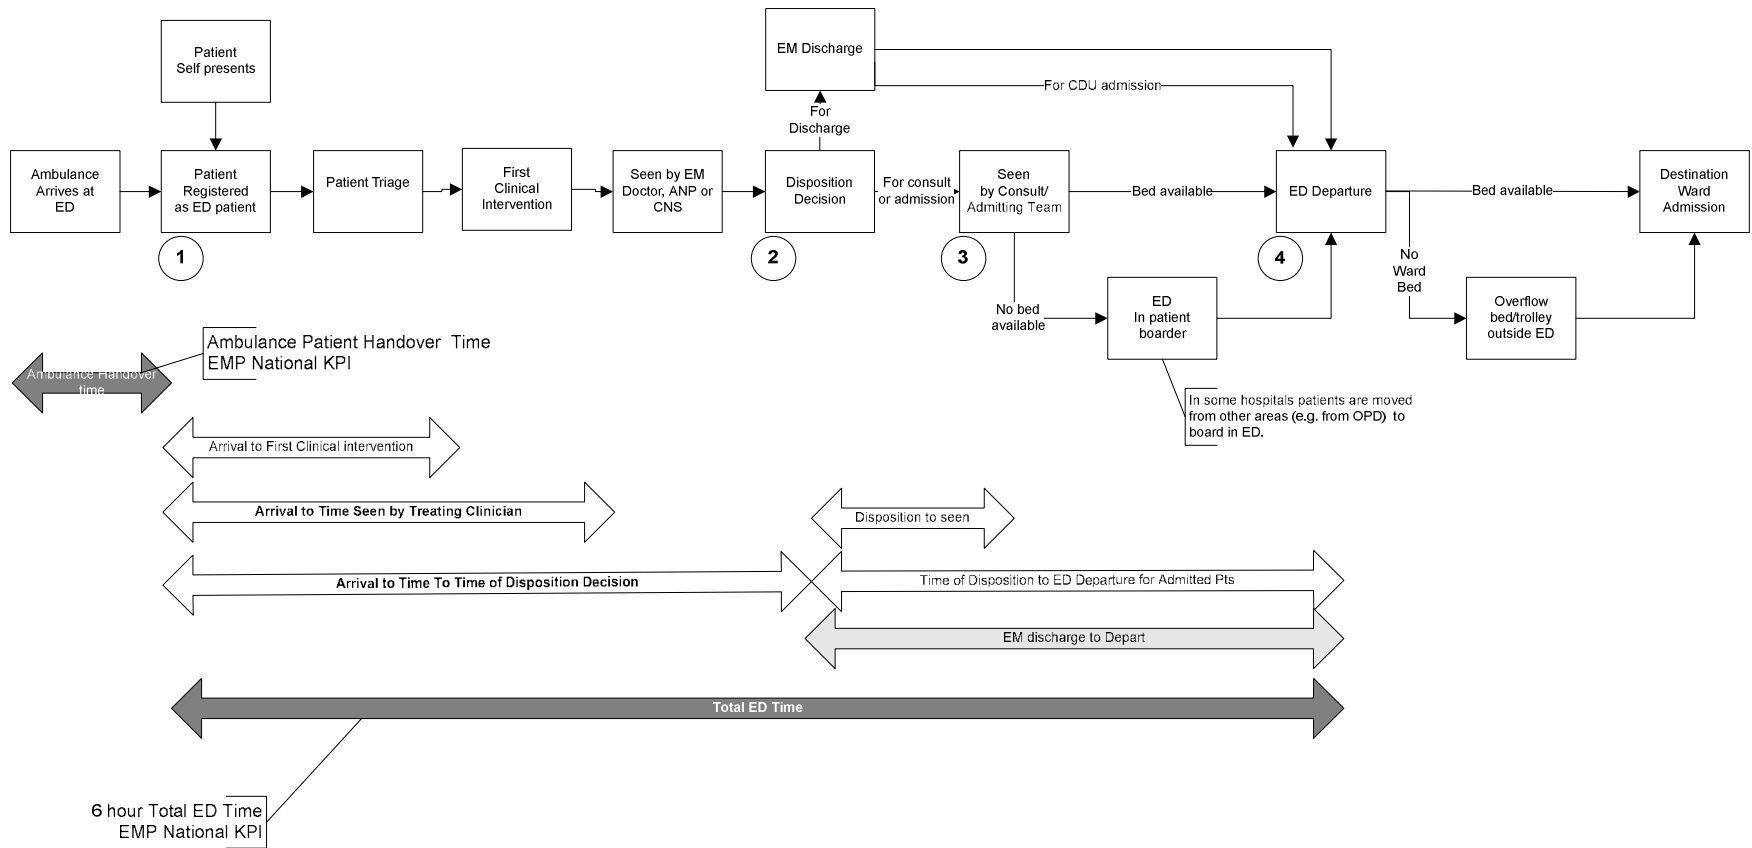 Patient
Self presents
EM Discharge
For CDU admission
For
Discharge
Ambulance
Arrives at
ED
Patient
Registered
as ED patient
Patient Triage
First
Clinical
Intervention
Seen by EM
Doctor, ANP or
CNS
Disposition
Decision
For consult
or admission
Seen
by Consult/
Admitting Team
Bed available
ED Departure
Bed available
Destination
Ward
Admission
1
2
3
4
No
Ward
Bed
No bed
available
ED
In patient
boarder
Overflow
bed/trolley
outside ED
Ambulance Patient Handover Time
EMP National KPI
Ambulance Handover
time
In some hospitals patients are moved
from other areas (e.g. from OPD) to
board in ED.
Arrival to First Clinical intervention
Arrival to Time Seen by Treating Clinician
Disposition to seen
Arrival to Time To Time of Disposition Decision
Time of Disposition to ED Departure for Admitted Pts
EM discharge to Depart
Total ED Time
6 hour Total ED Time
EMP National KPI